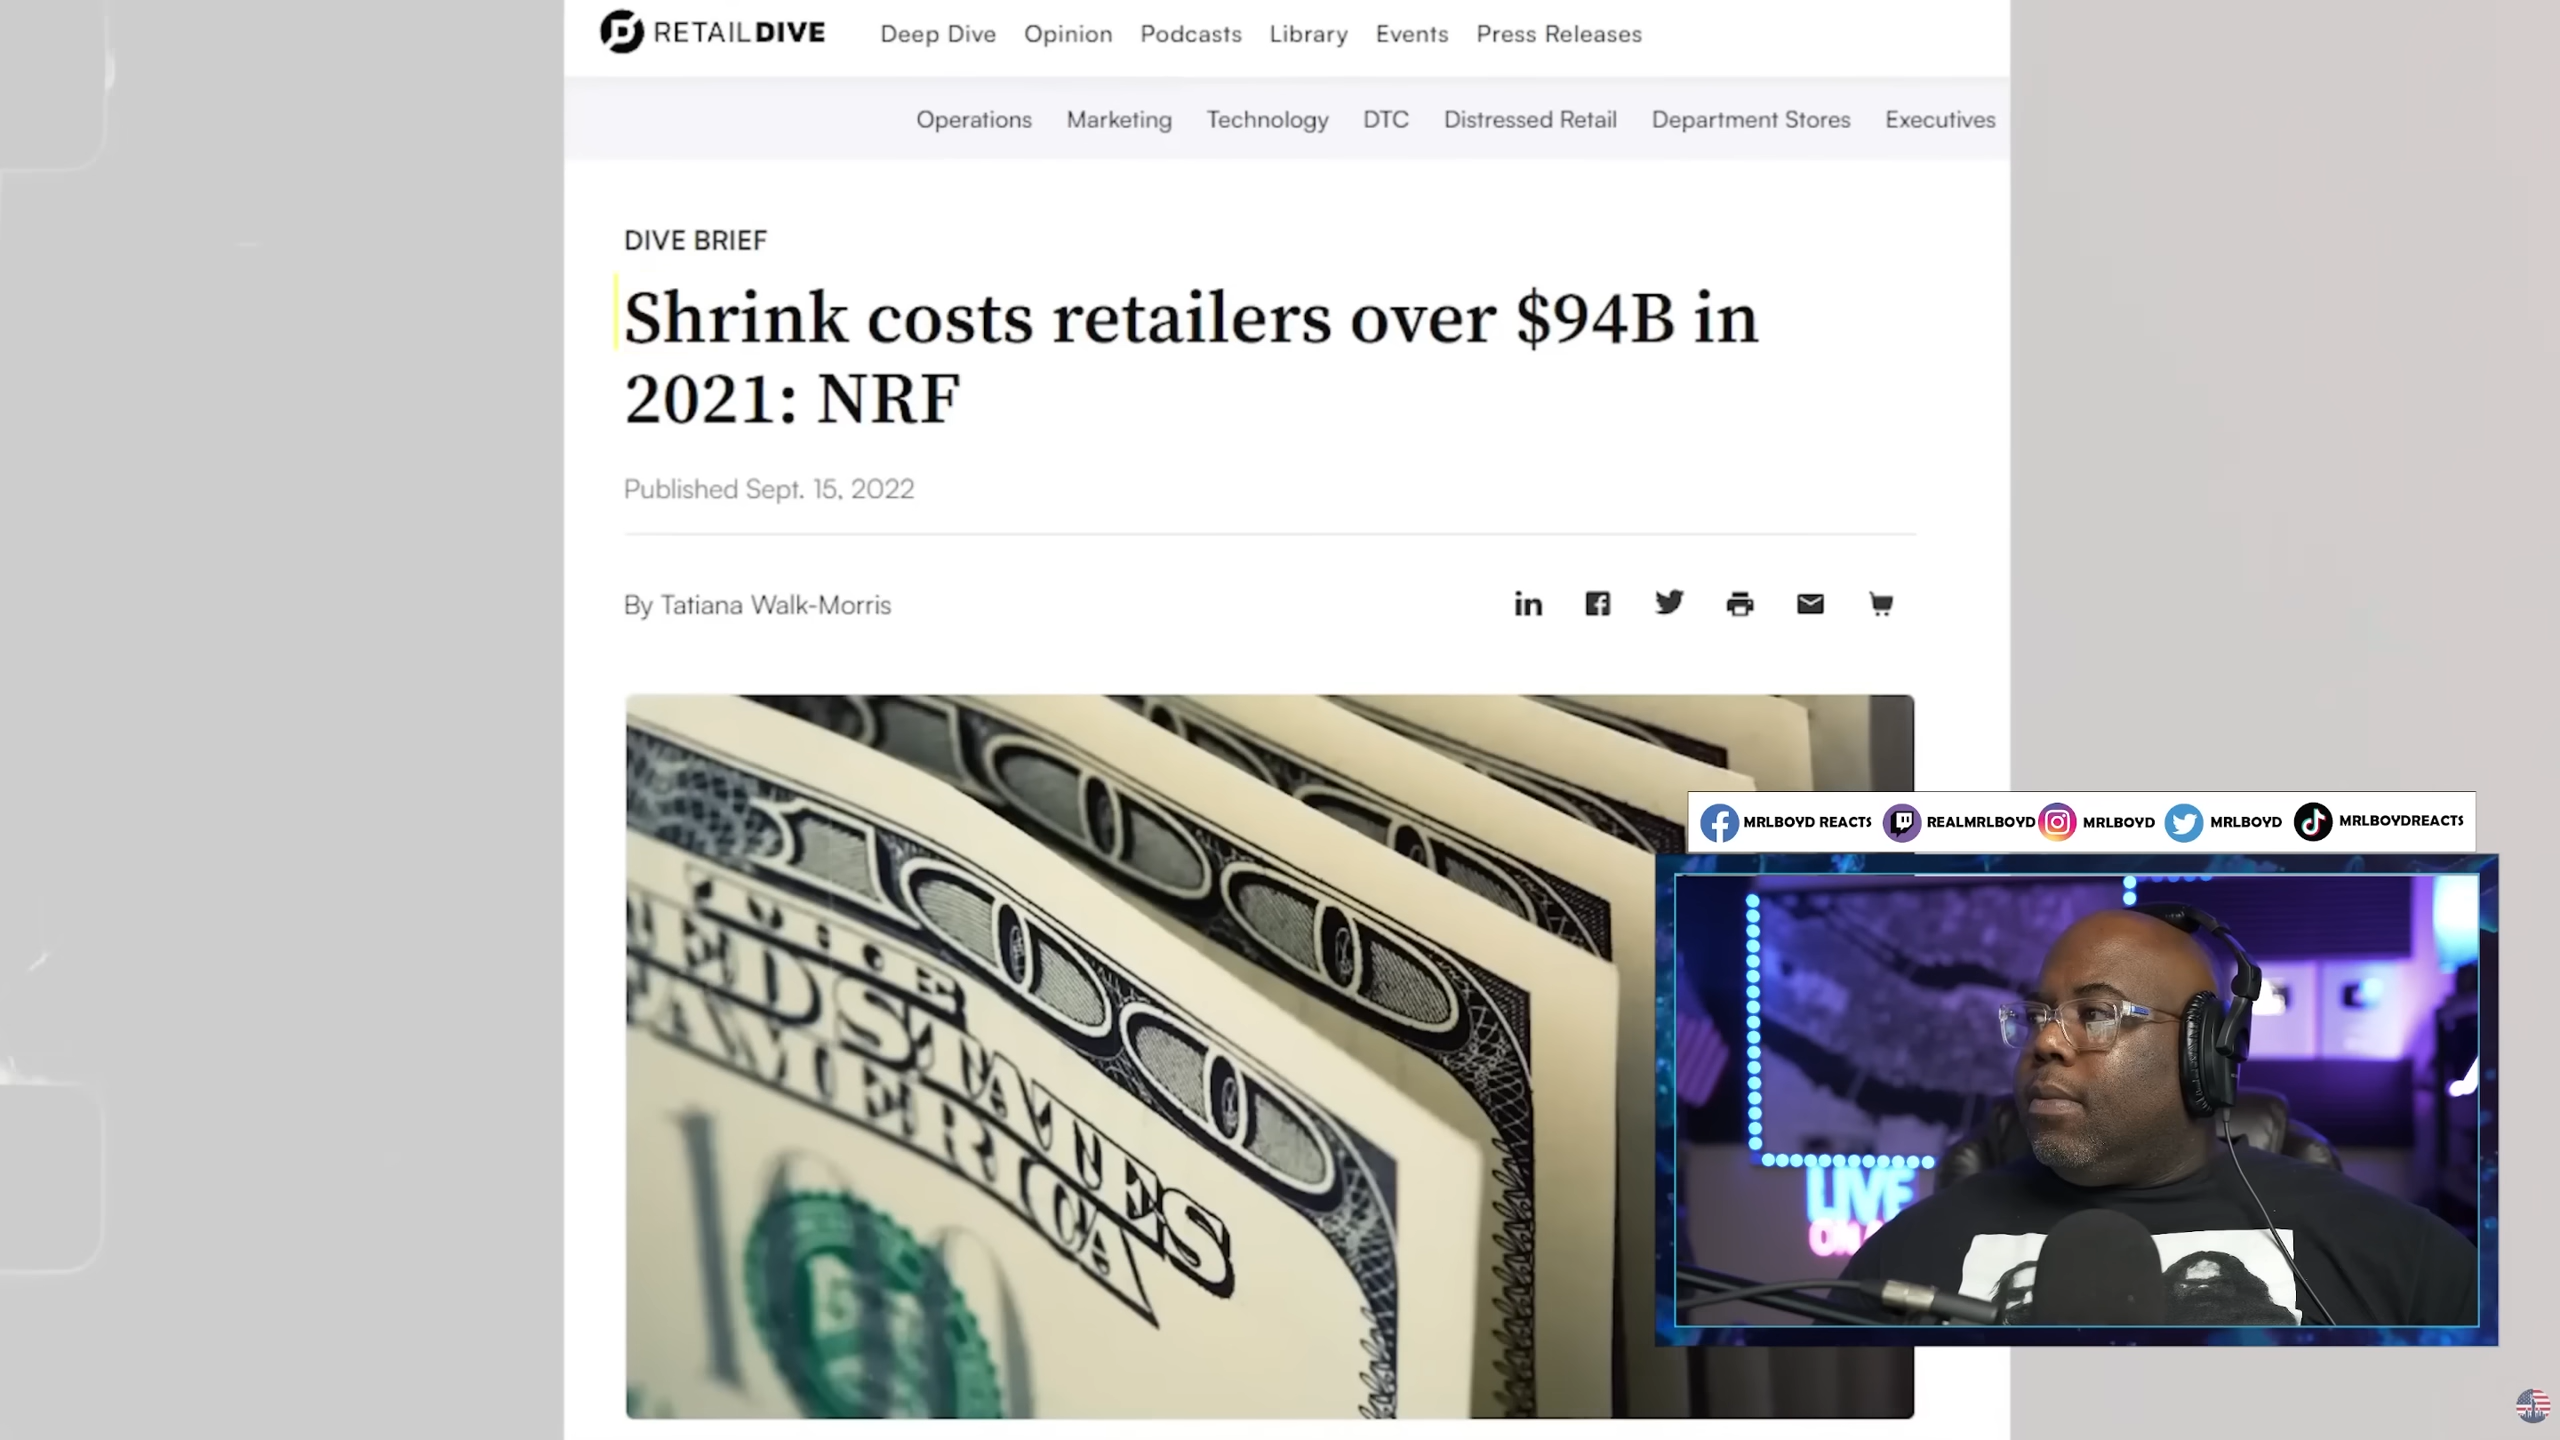 RETAILDIVE
Deep Dive Opinion Podcasts Library Events Press Releases
Operations Marketing Technology DTC Distressed Retail Department Stores Executives
DIVE BRIEF
Shrink costs retailers over $94B in
2021: NRF
Published Sept. 15, 2022
By Tatiana Walk-Morris
MRLBOYD REACTS REALMRLBOYD MRLBOYD MRLBOYD MRLBOYDREACTS
LIVE
ON